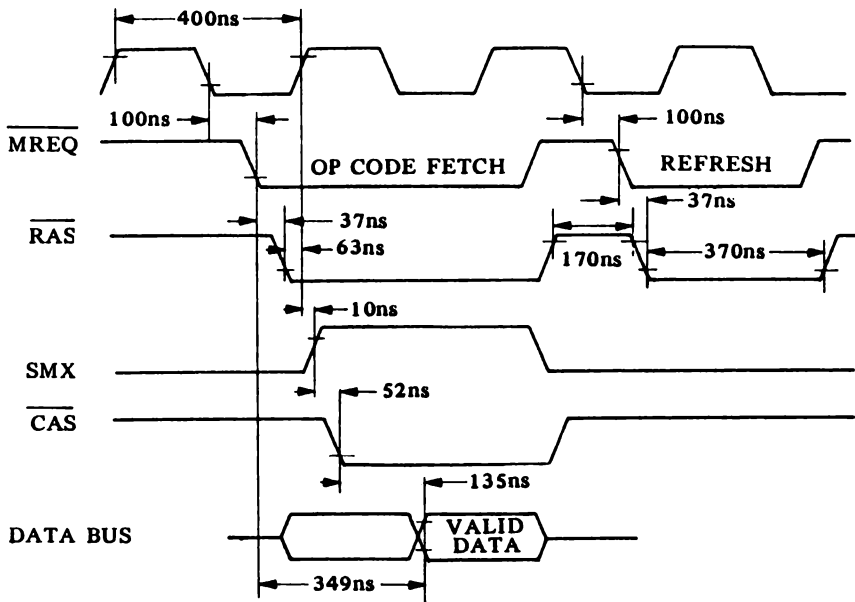 400ns
100ns
100ns
MREQ
OP CODE FETCH
REFRESH
37ns
37ns
RAS
63ns
170ns
370ns
10ns
SMX
52ns
CAS
135ns
DATA BUS
VALID
DATA
349ns